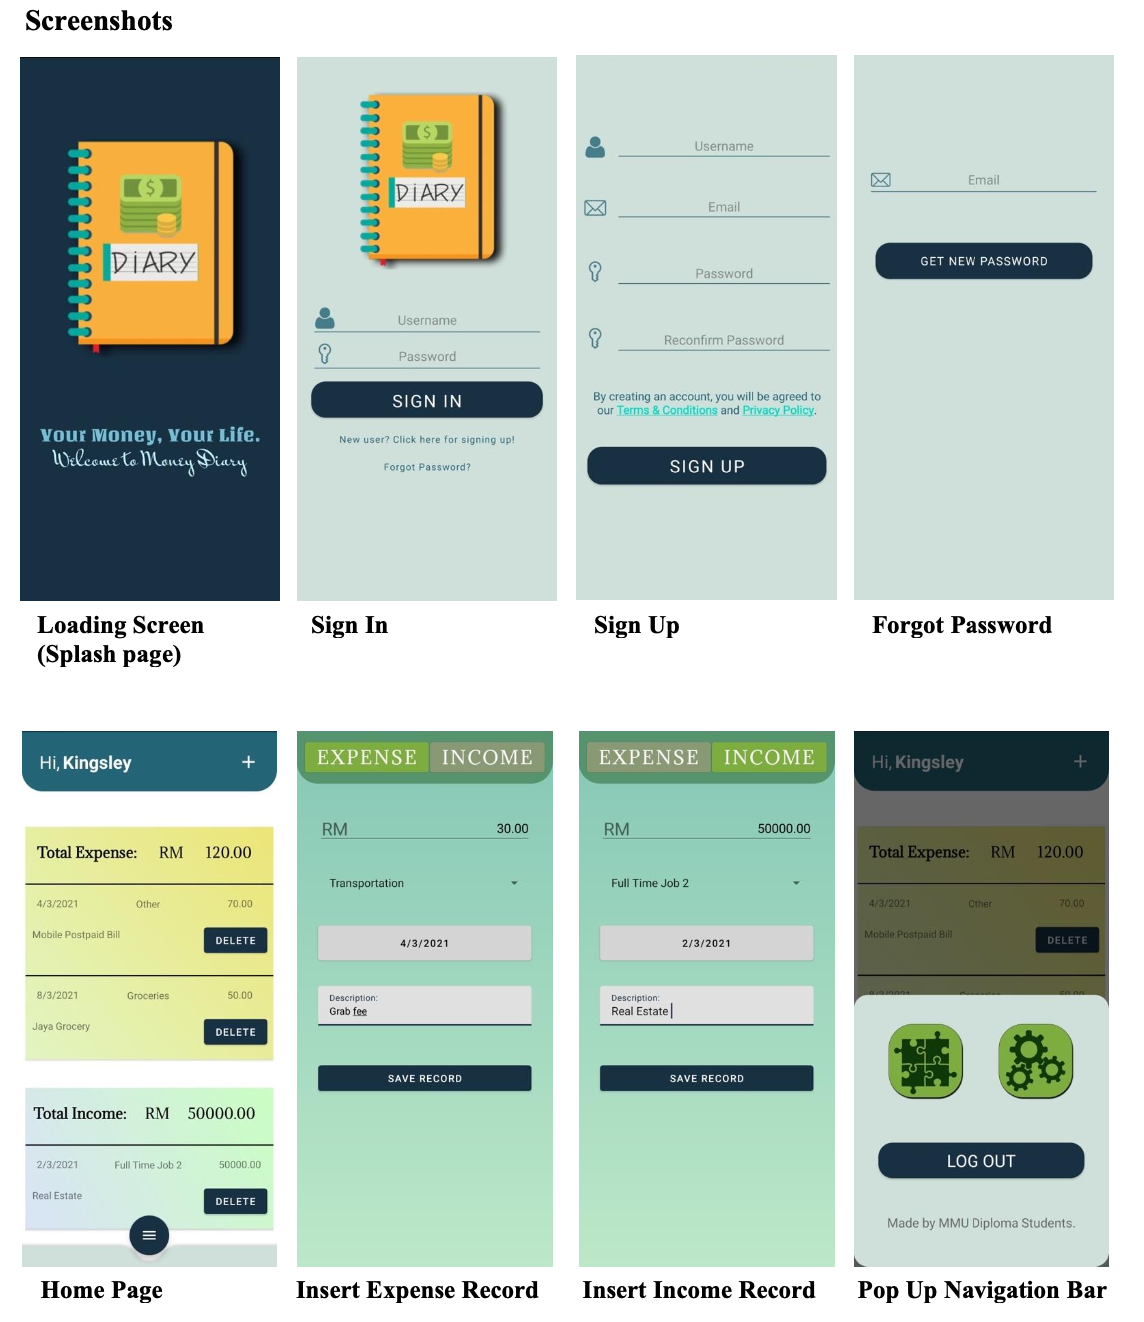 Screenshots
DiARY
Your Money, Your Life.
Welcome to Money Diary
Loading Screen
(Splash page)
DiARY
Username
Password
SIGN IN
New user? Click here for signing up!
Forgot Password?
Sign In
Username
Email
Password
Reconfirm Password
By creating an account, you will be agreed to
our Terms & Conditions and Privacy Policy.
SIGN UP
Sign Up
Email
GET NEW PASSWORD
Forgot Password
Hi, Kingsley +
Total Expense: RM 120.00
4/3/2021 Other 70.00
Mobile Postpaid Bill DELETE
8/3/2021 Groceries 50.00
Jaya Grocery DELETE
Total Income: RM 50000.00
2/3/2021 Full Time Job 2 50000.00
Real Estate DELETE
Home Page
EXPENSE INCOME
RM 30.00
Transportation
4/3/2021
Description:
Grab fee
SAVE RECORD
Insert Expense Record
EXPENSE INCOME
RM 50000.00
Full Time Job 2
2/3/2021
Description:
Real Estate
SAVE RECORD
Insert Income Record
Hi, Kingsley +
Total Expense: RM 120.00
4/3/2021 Other 70.00
Mobile Postpaid Bill DELETE
8/3/2021 Groceries 50.00
LOG OUT
Made by MMU Diploma Students.
Pop Up Navigation Bar